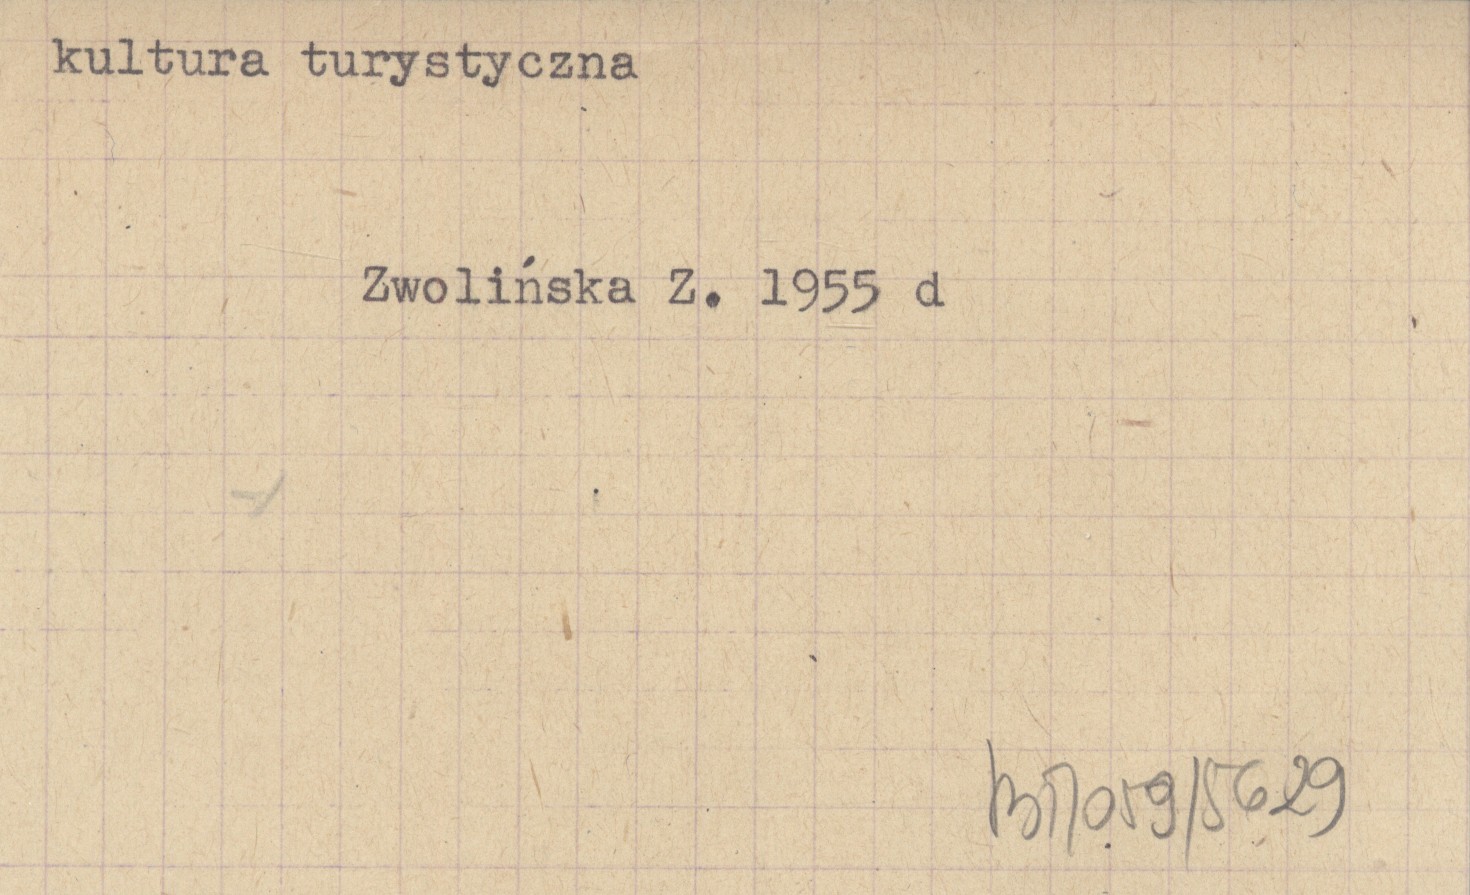 kultura turystyczna
Zwolińska Z. 1955 d